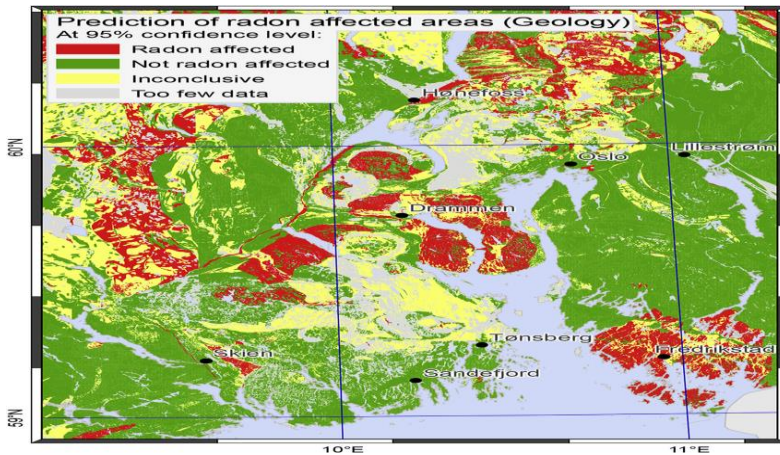 Prediction of radon affected areas (Geology)
At 95% confidence level:
Radon affected
Not radon affected
Inconclusive
Too few data
Hønefoss
60°N
Oslo
Lillestrøm
Drammen
Tønsberg
Skien
Fredrikstad
Sandefjord
59°N
10°E
11°E